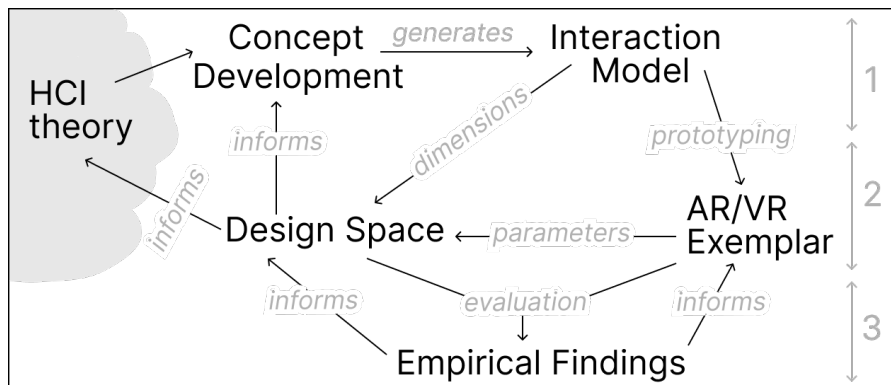 Concept
Development
generates
Interaction
Model
1
HCI
theory
informs
dimensions
prototyping
2
informs
Design Space
parameters
AR/VR
Exemplar
informs
evaluation
informs
3
Empirical Findings